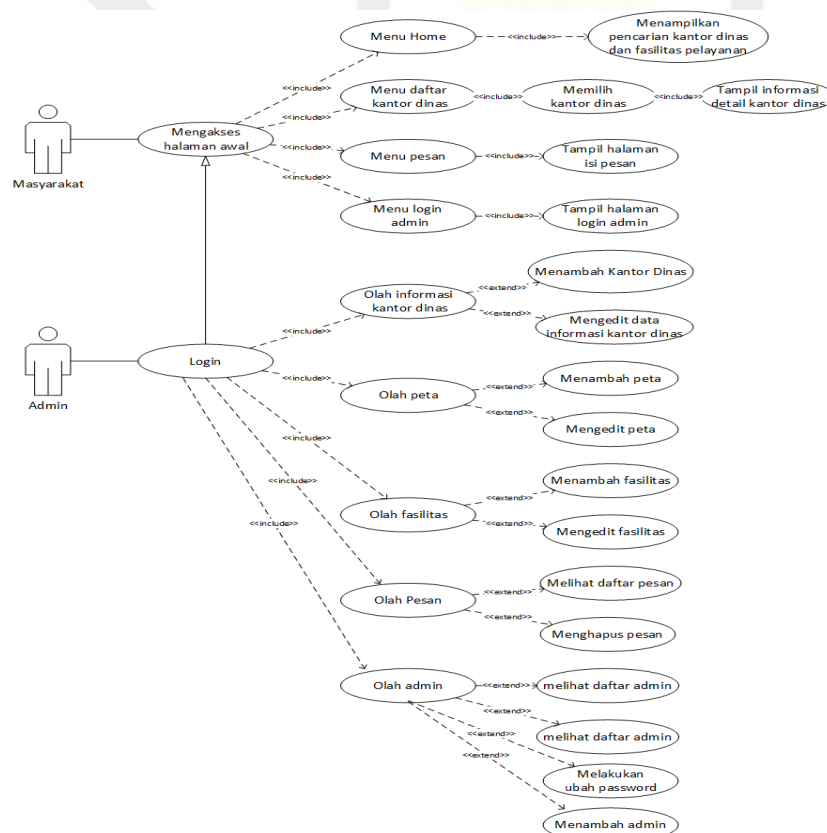 Menu Home
<<include>>
Menampilkan
pencarian kantor dinas
dan fasilitas pelayanan
<<include>>
Menu daftar
kantor dinas
<<include>>
Memilih
kantor dinas
<<include>>
Tampil informasi
detail kantor dinas
<<include>>
Mengakses
halaman awal
<<include>>
Menu pesan
<<include>>
Tampil halaman
isi pesan
Masyarakat
<<include>>
Menu login
admin
<<include>>
Tampil halaman
login admin
Olah informasi
kantor dinas
<<extend>>
Menambah Kantor Dinas
<<extend>>
Mengedit data
informasi kantor dinas
<<include>>
Login
Admin
<<include>>
Olah peta
<<extend>>
Menambah peta
<<extend>>
Mengedit peta
<<include>>
Olah fasilitas
<<extend>>
Menambah fasilitas
<<extend>>
Mengedit fasilitas
<<include>>
Olah Pesan
<<extend>>
Melihat daftar pesan
<<extend>>
Menghapus pesan
<<include>>
Olah admin
<<extend>>
melihat daftar admin
<<extend>>
melihat daftar admin
<<extend>>
Melakukan
ubah password
<<extend>>
Menambah admin